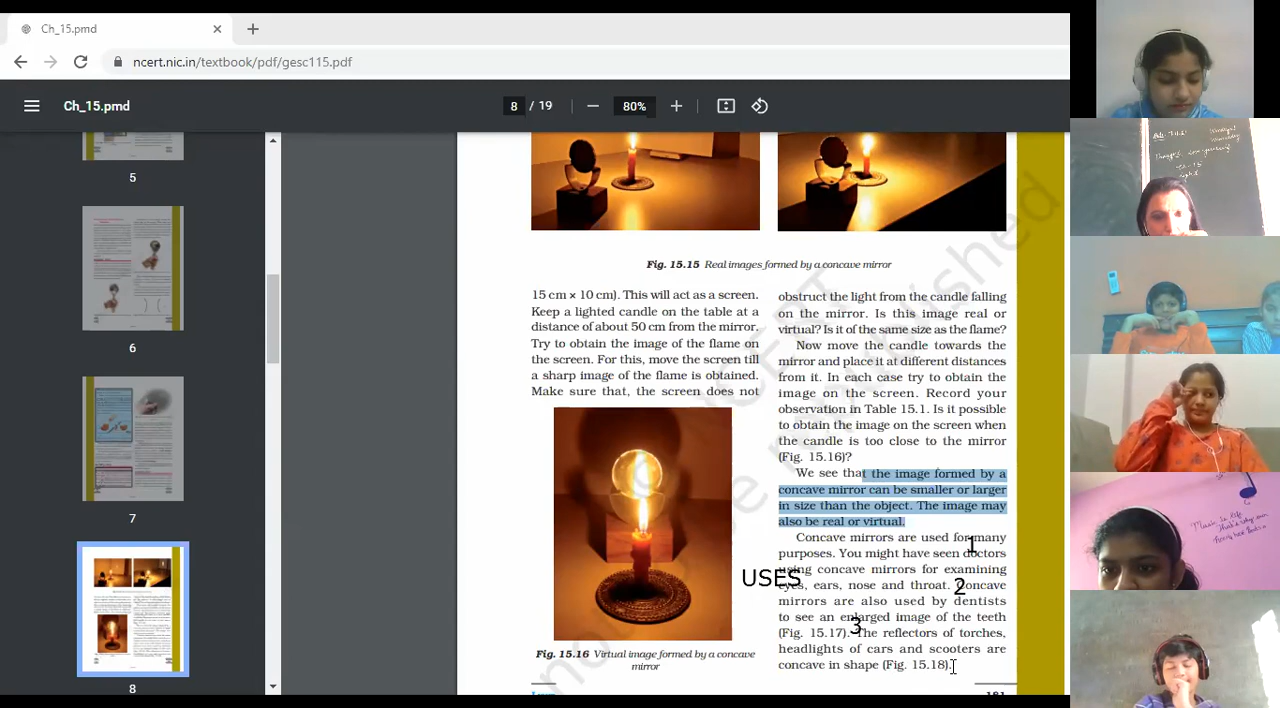 Ch_15.pmd
ncert.nic.in/textbook/pdf/gesc115.pdf
Ch_15.pmd
8 / 19
80%
5
6
7
8
Fig. 15.15 Real images formed by a concave mirror
15 cm × 10 cm). This will act as a screen.
Keep a lighted candle on the table at a
distance of about 50 cm from the mirror.
Try to obtain the image of the flame on
the screen. For this, move the screen till
a sharp image of the flame is obtained.
Make sure that, the screen does not
Fig. 15.16 Virtual image formed by a concave
mirror
obstruct the light from the candle falling
on the mirror. Is this image real or
virtual? Is it of the same size as the flame?
Now move the candle towards the
mirror and place it at different distances
from it. In each case try to obtain the
image on the screen. Record your
observation in Table 15.1. Is it possible
to obtain the image on the screen when
the candle is too close to the mirror
(Fig. 15.16)?
We see that the image formed by a
concave mirror can be smaller or larger
in size than the object. The image may
also be real or virtual.
Concave mirrors are used for many
purposes. You might have seen doctors
using concave mirrors for examining
eyes, ears, nose and throat. Concave
mirrors are also used by dentists
to see an enlarged image of the teeth
(Fig. 15.17). The reflectors of torches,
headlights of cars and scooters are
concave in shape (Fig. 15.18).
USES
1
2
3
Music is life